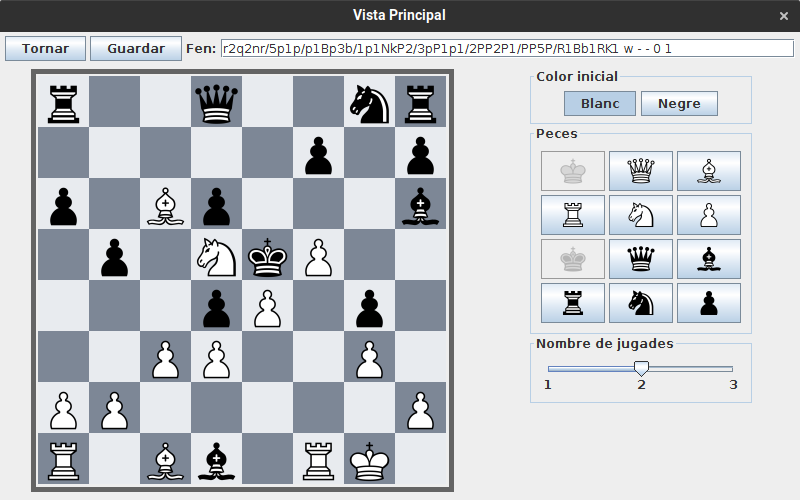 Vista Principal
Tornar Guardar Fen: r2q2nr/5p1p/p1Bp3b/1p1NkP2/3pP1p1/2PP2P1/PP5P/R1Bb1RK1 w - - 0 1
Color inicial
Blanc Negre
Peces
Nombre de jugades
1 2 3